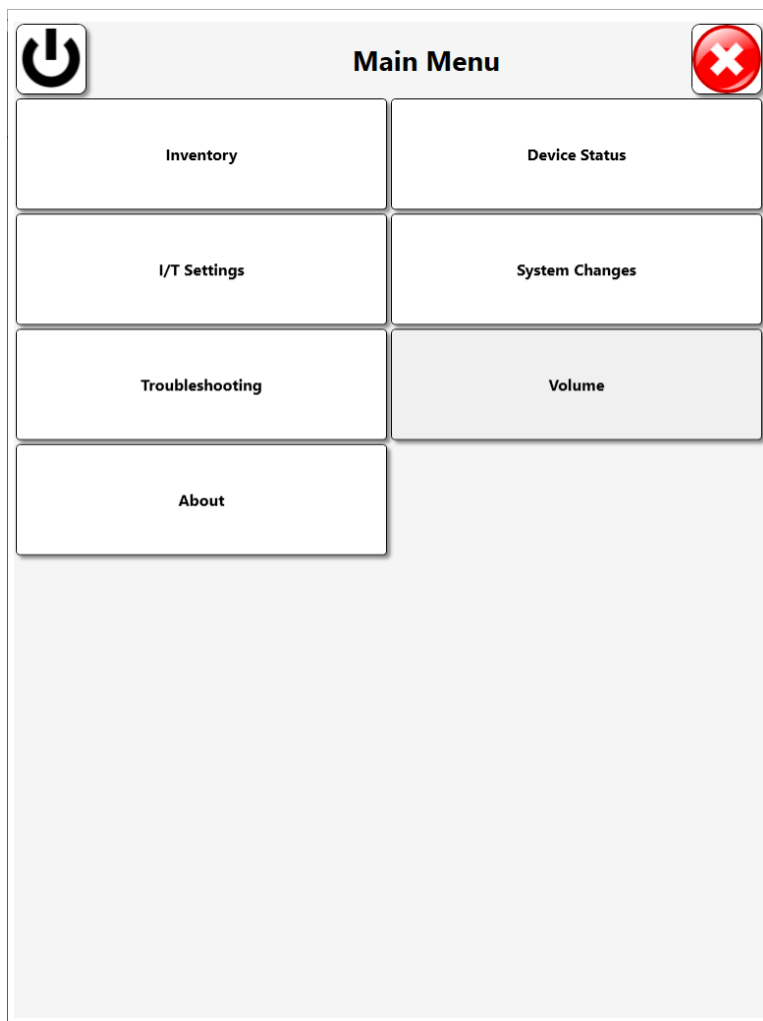 Main Menu
Inventory
Device Status
I/T Settings
System Changes
Troubleshooting
Volume
About